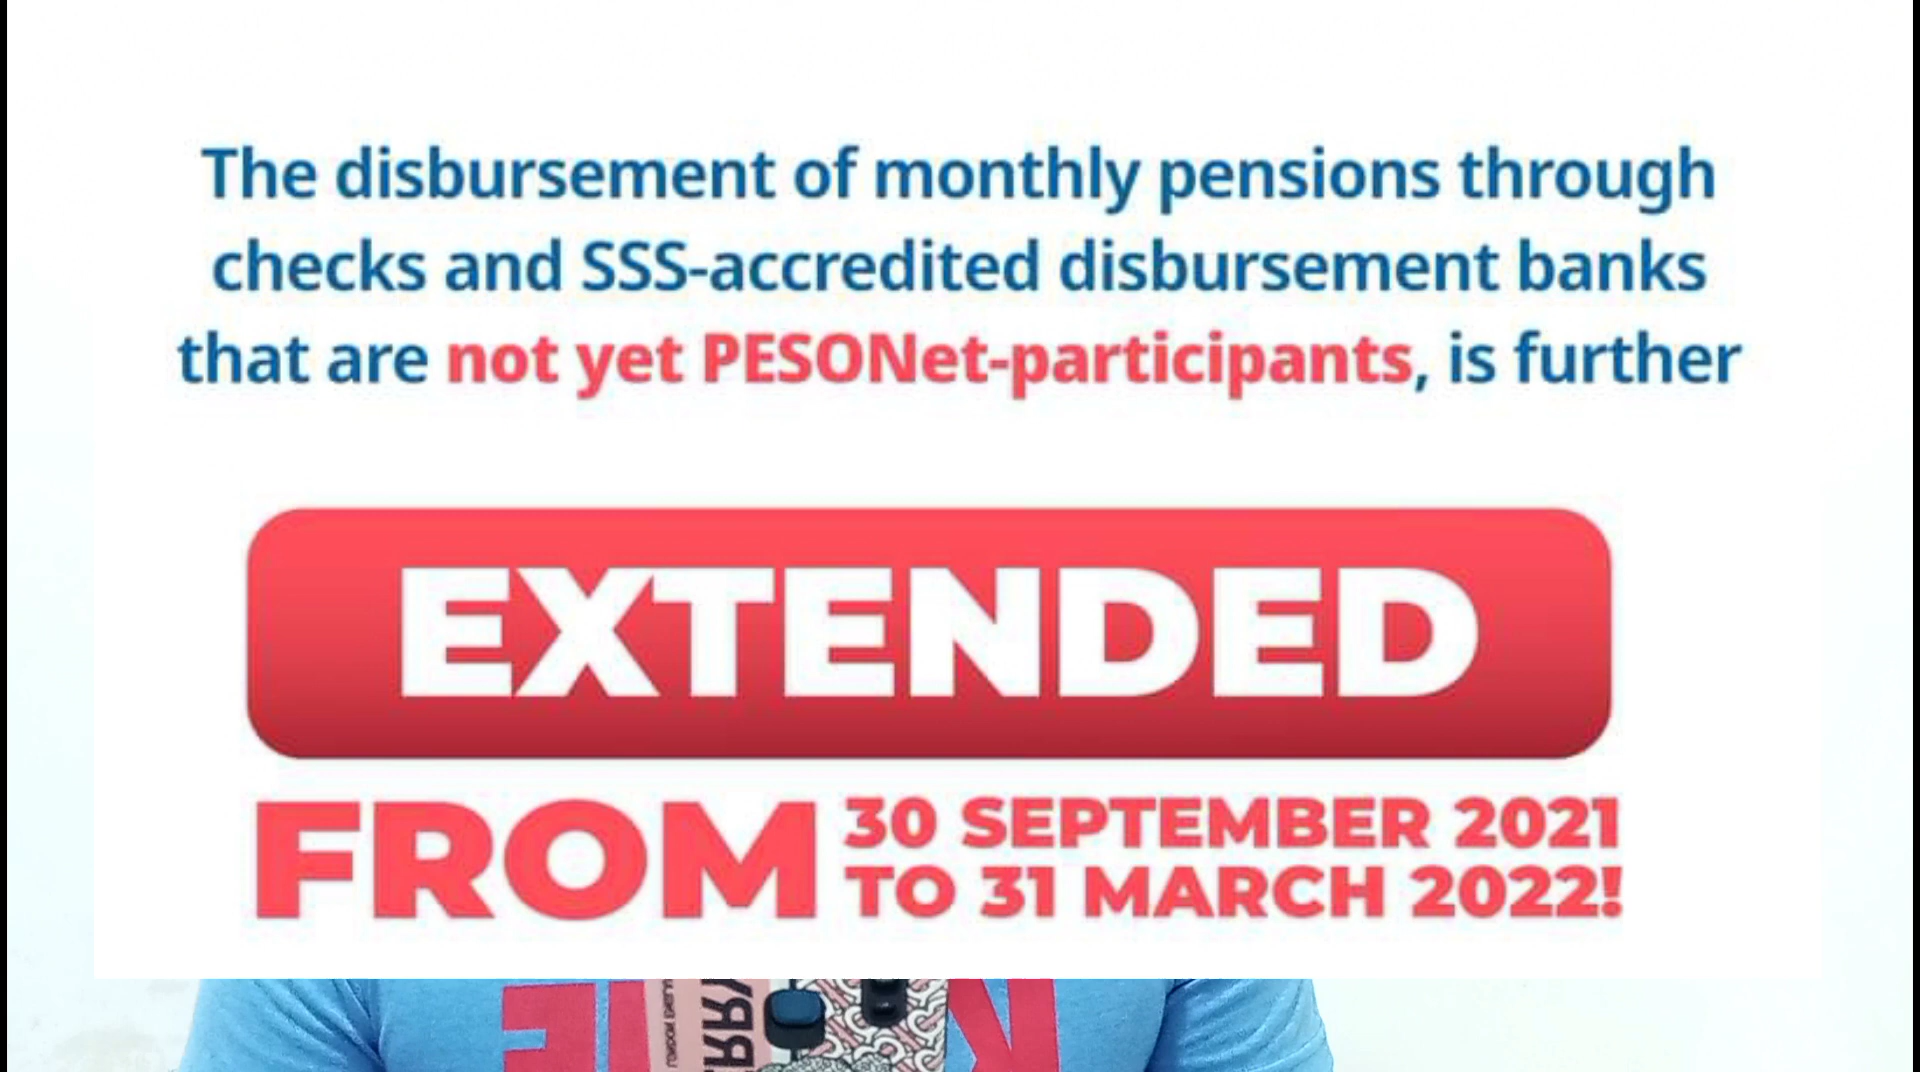 The disbursement of monthly pensions through
checks and SSS-accredited disbursement banks
that are not yet PESONet-participants, is further
EXTENDED
FROM 30 SEPTEMBER 2021
TO 31 MARCH 2022!